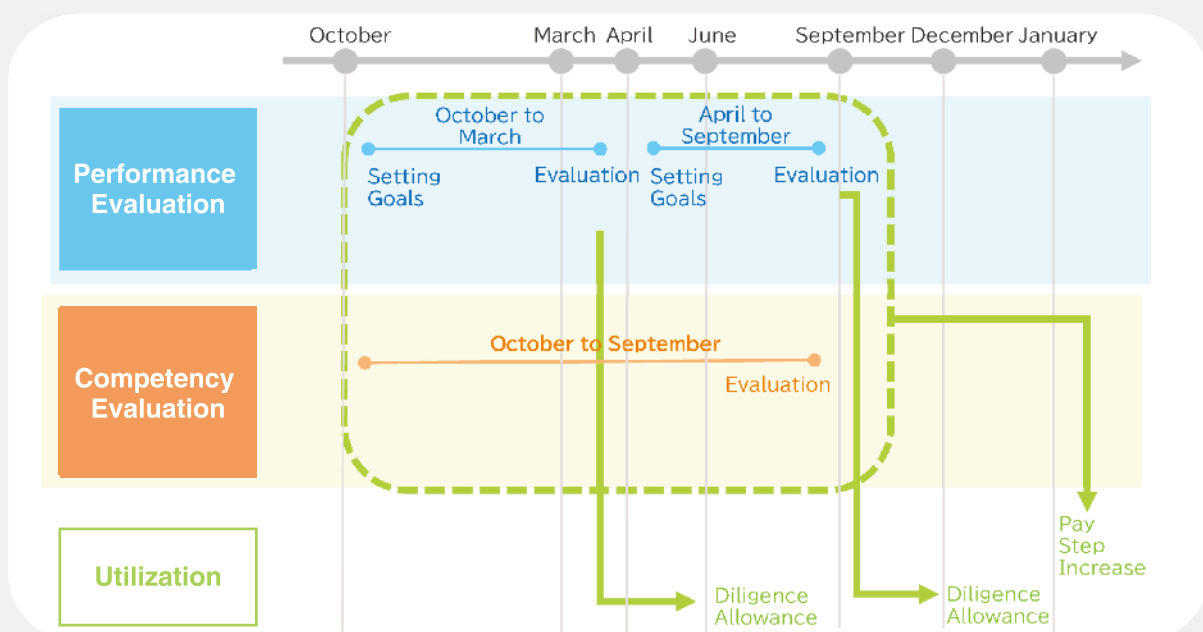 October
March
April
June
September
December
January
Performance
Evaluation
October to
March
April to
September
Setting
Goals
Evaluation
Setting
Goals
Evaluation
Competency
Evaluation
October to September
Evaluation
Pay
Step
Increase
Utilization
Diligence
Allowance
Diligence
Allowance